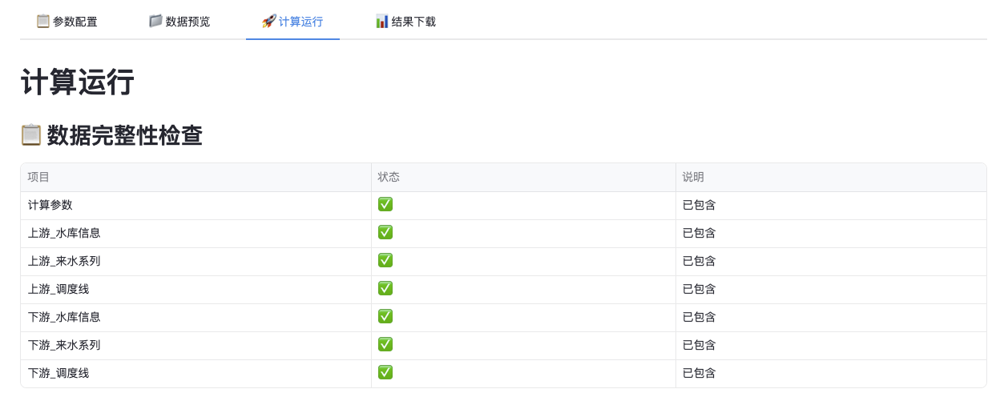 参数配置 数据预览 计算运行 结果下载
计算运行
数据完整性检查
项目 状态 说明
计算参数 已包含
上游_水库信息 已包含
上游_来水系列 已包含
上游_调度线 已包含
下游_水库信息 已包含
下游_来水系列 已包含
下游_调度线 已包含